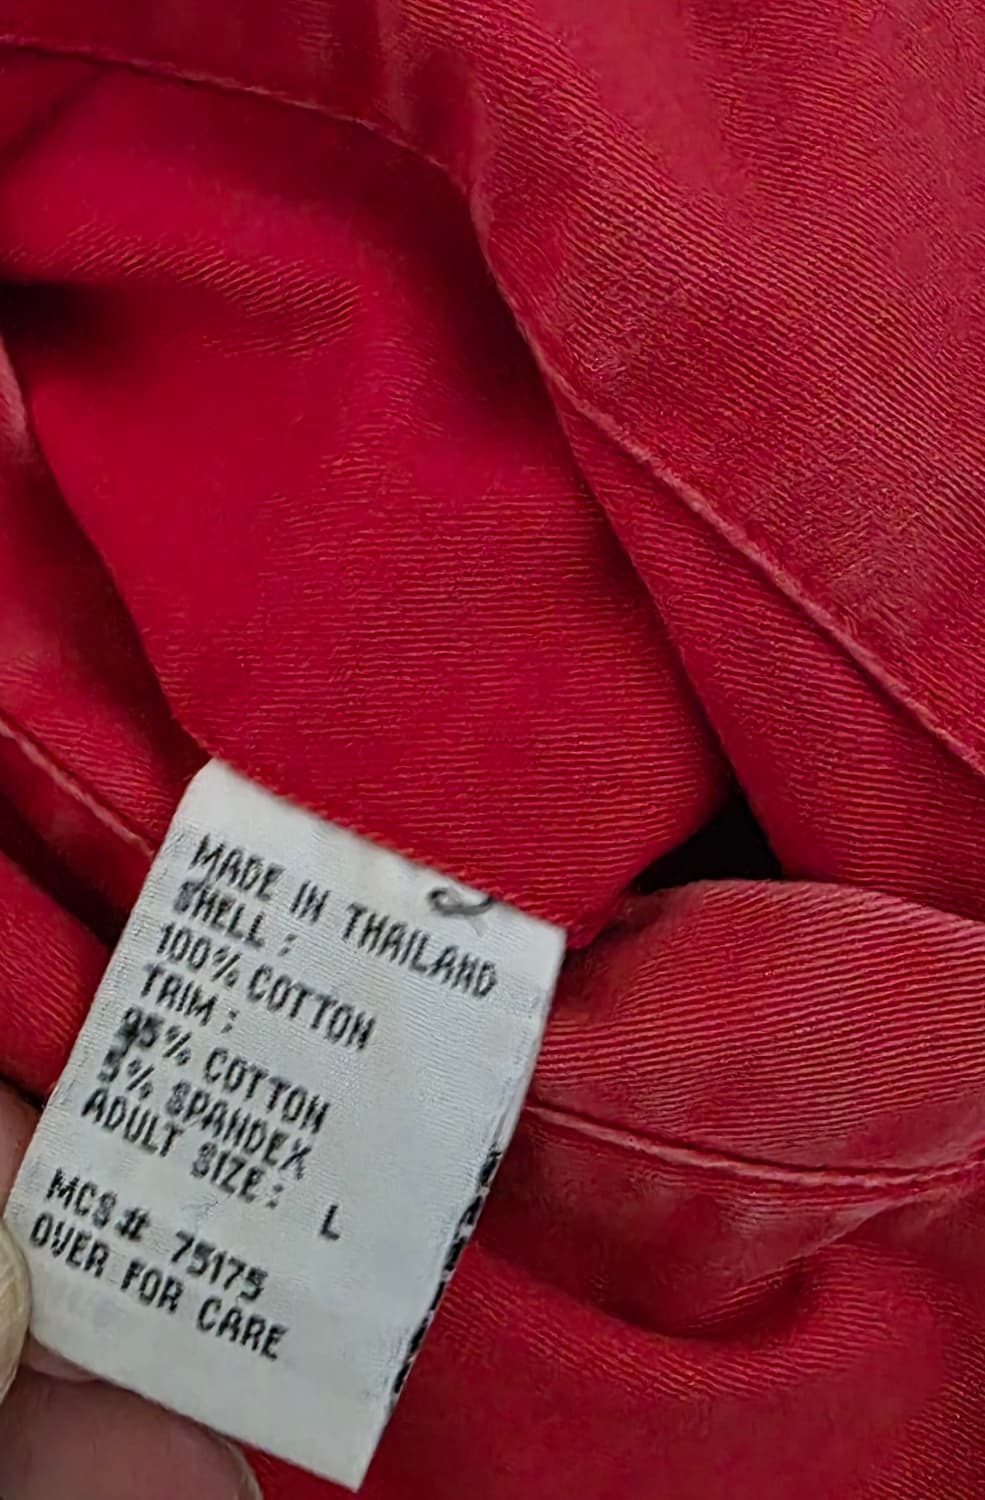 MADE IN THAILAND
SHELL ;
100% COTTON
TRIM ;
95% COTTON
5% SPANDEX
ADULT SIZE: L
MCS# 75175
OVER FOR CARE